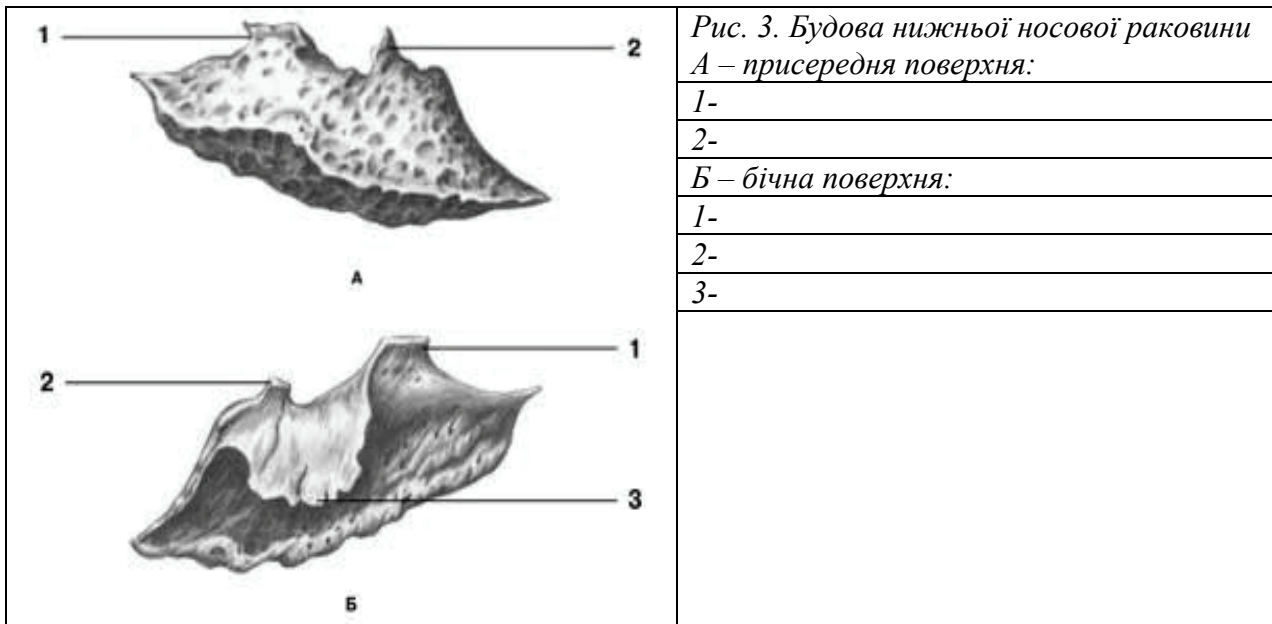 1
2
А
2
1
3
Б
Рис. 3. Будова нижньої носової раковини
А – присередня поверхня:
1-
2-
Б – бічна поверхня:
1-
2-
3-